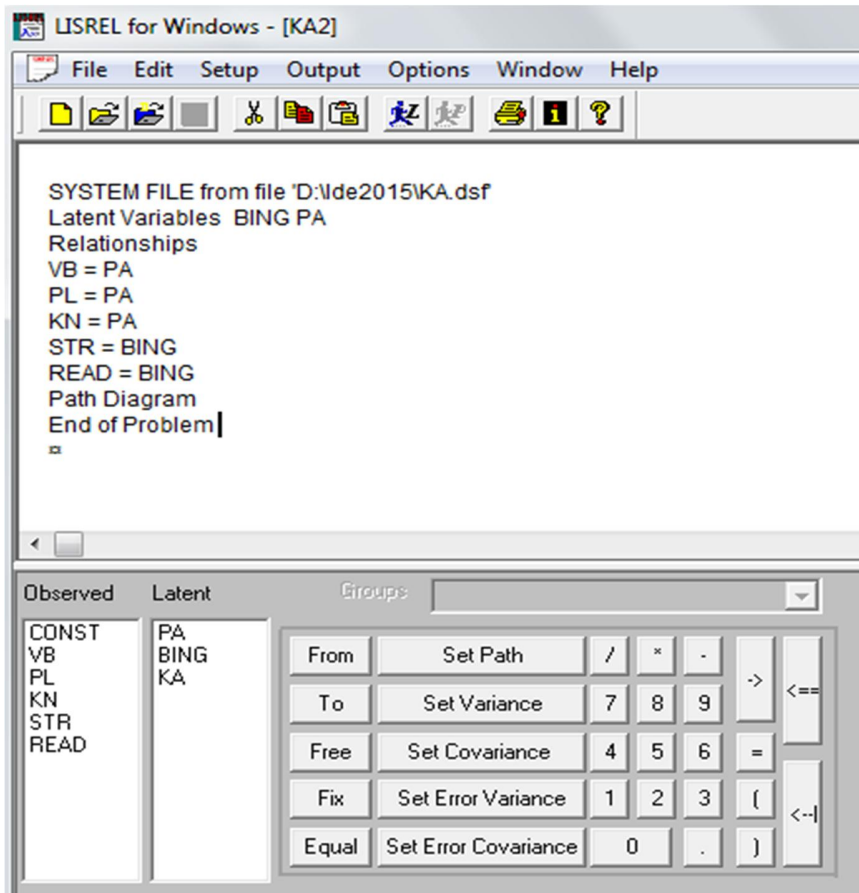 LISREL for Windows - [KA2]
File Edit Setup Output Options Window Help
SYSTEM FILE from file 'D:\Ide2015\KA.dsf'
Latent Variables BING PA
Relationships
VB = PA
PL = PA
KN = PA
STR = BING
READ = BING
Path Diagram
End of Problem
¤
Observed Latent Groups
CONST PA
VB BING
PL KA
KN
STR
READ
From Set Path / * - -> <==
To Set Variance 7 8 9
Free Set Covariance 4 5 6 =
Fix Set Error Variance 1 2 3 ( <--|
Equal Set Error Covariance 0 . )